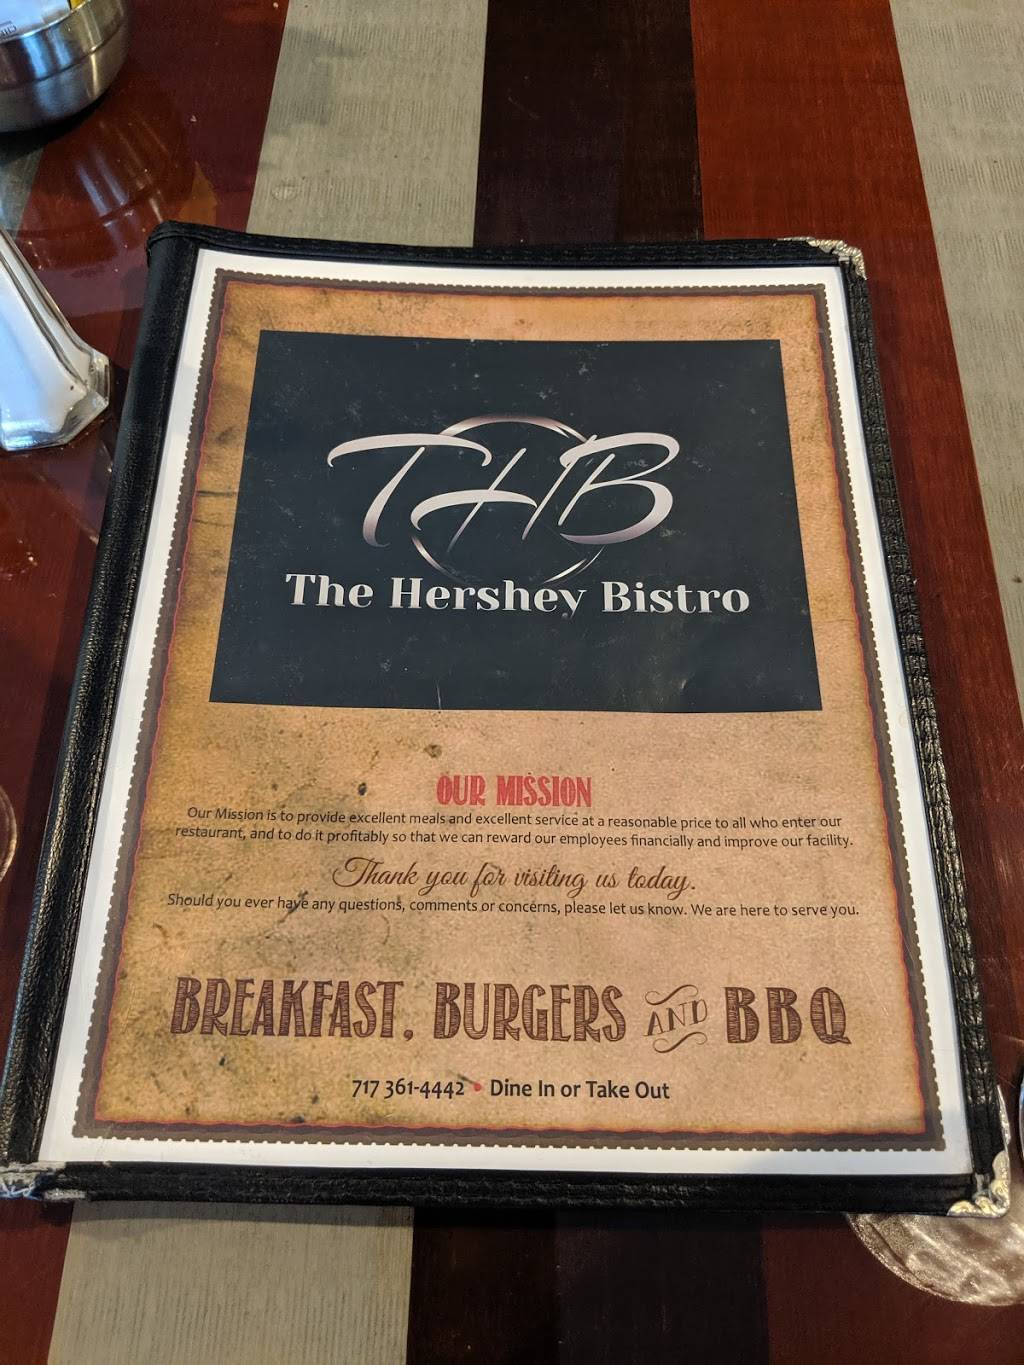 THB
The Hershey Bistro
OUR MISSION
Our Mission is to provide excellent meals and excellent service at a reasonable price to all who enter our
restaurant, and to do it profitably so that we can reward our employees financially and improve our facility.
Thank you for visiting us today.
Should you ever have any questions, comments or concerns, please let us know. We are here to serve you.
BREAKFAST, BURGERS AND BBQ
717 361-4442 • Dine In or Take Out